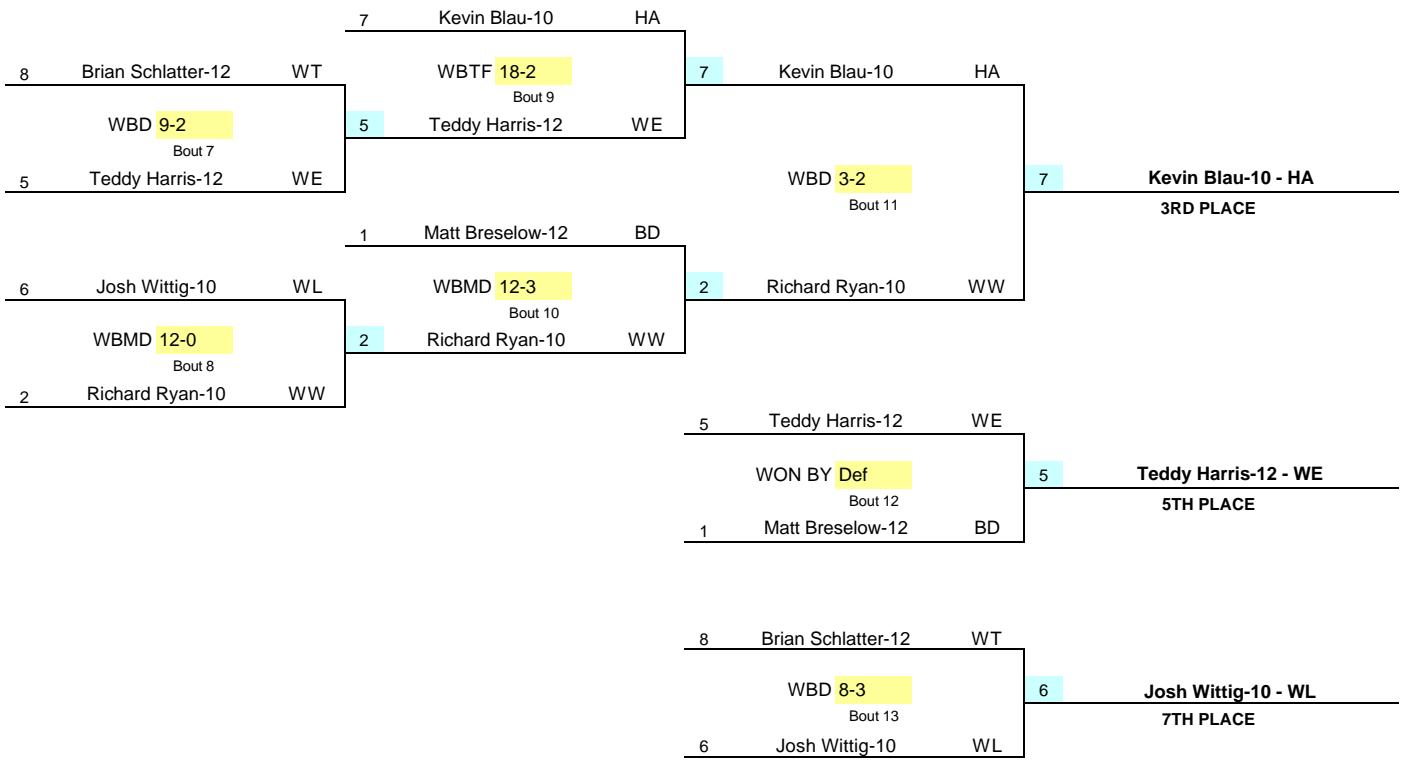 7 Kevin Blau-10 HA
8 Brian Schlatter-12 WT WBTF 18-2 7 Kevin Blau-10 HA
Bout 9
WBD 9-2 5 Teddy Harris-12 WE
Bout 7
5 Teddy Harris-12 WE WBD 3-2 7 Kevin Blau-10 - HA
Bout 11 3RD PLACE
1 Matt Breselow-12 BD
6 Josh Wittig-10 WL WBMD 12-3 2 Richard Ryan-10 WW
Bout 10
WBMD 12-0 2 Richard Ryan-10 WW
Bout 8
2 Richard Ryan-10 WW
5 Teddy Harris-12 WE
WON BY Def 5 Teddy Harris-12 - WE
Bout 12 5TH PLACE
1 Matt Breselow-12 BD
8 Brian Schlatter-12 WT
WBD 8-3 6 Josh Wittig-10 - WL
Bout 13 7TH PLACE
6 Josh Wittig-10 WL